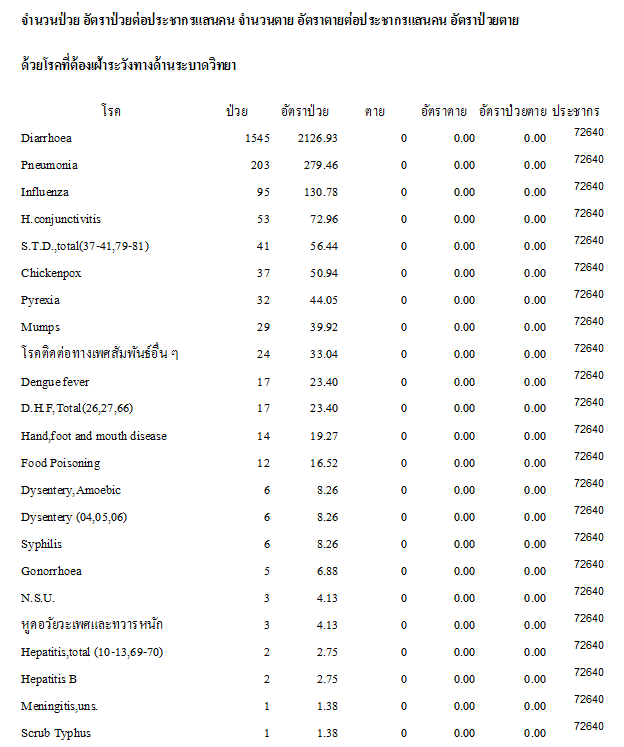 จำนวนป่วย อัตราป่วยต่อประชากรแสนคน จำนวนตาย อัตราตายต่อประชากรแสนคน อัตราป่วยตาย
ด้วยโรคที่ต้องเฝ้าระวังทางด้านระบาดวิทยา
โรค ป่วย อัตราป่วย ตาย อัตราตาย อัตราป่วยตาย ประชากร
Diarrhoea 1545 2126.93 0 0.00 0.00 72640
Pneumonia 203 279.46 0 0.00 0.00 72640
Influenza 95 130.78 0 0.00 0.00 72640
H.conjunctivitis 53 72.96 0 0.00 0.00 72640
S.T.D.,total(37-41,79-81) 41 56.44 0 0.00 0.00 72640
Chickenpox 37 50.94 0 0.00 0.00 72640
Pyrexia 32 44.05 0 0.00 0.00 72640
Mumps 29 39.92 0 0.00 0.00 72640
โรคติดต่อทางเพศสัมพันธ์อื่น ๆ 24 33.04 0 0.00 0.00 72640
Dengue fever 17 23.40 0 0.00 0.00 72640
D.H.F,Total(26,27,66) 17 23.40 0 0.00 0.00 72640
Hand,foot and mouth disease 14 19.27 0 0.00 0.00 72640
Food Poisoning 12 16.52 0 0.00 0.00 72640
Dysentery,Amoebic 6 8.26 0 0.00 0.00 72640
Dysentery (04,05,06) 6 8.26 0 0.00 0.00 72640
Syphilis 6 8.26 0 0.00 0.00 72640
Gonorrhoea 5 6.88 0 0.00 0.00 72640
N.S.U. 3 4.13 0 0.00 0.00 72640
หูดอวัยวะเพศและทวารหนัก 3 4.13 0 0.00 0.00 72640
Hepatitis,total (10-13,69-70) 2 2.75 0 0.00 0.00 72640
Hepatitis B 2 2.75 0 0.00 0.00 72640
Meningitis,uns. 1 1.38 0 0.00 0.00 72640
Scrub Typhus 1 1.38 0 0.00 0.00 72640